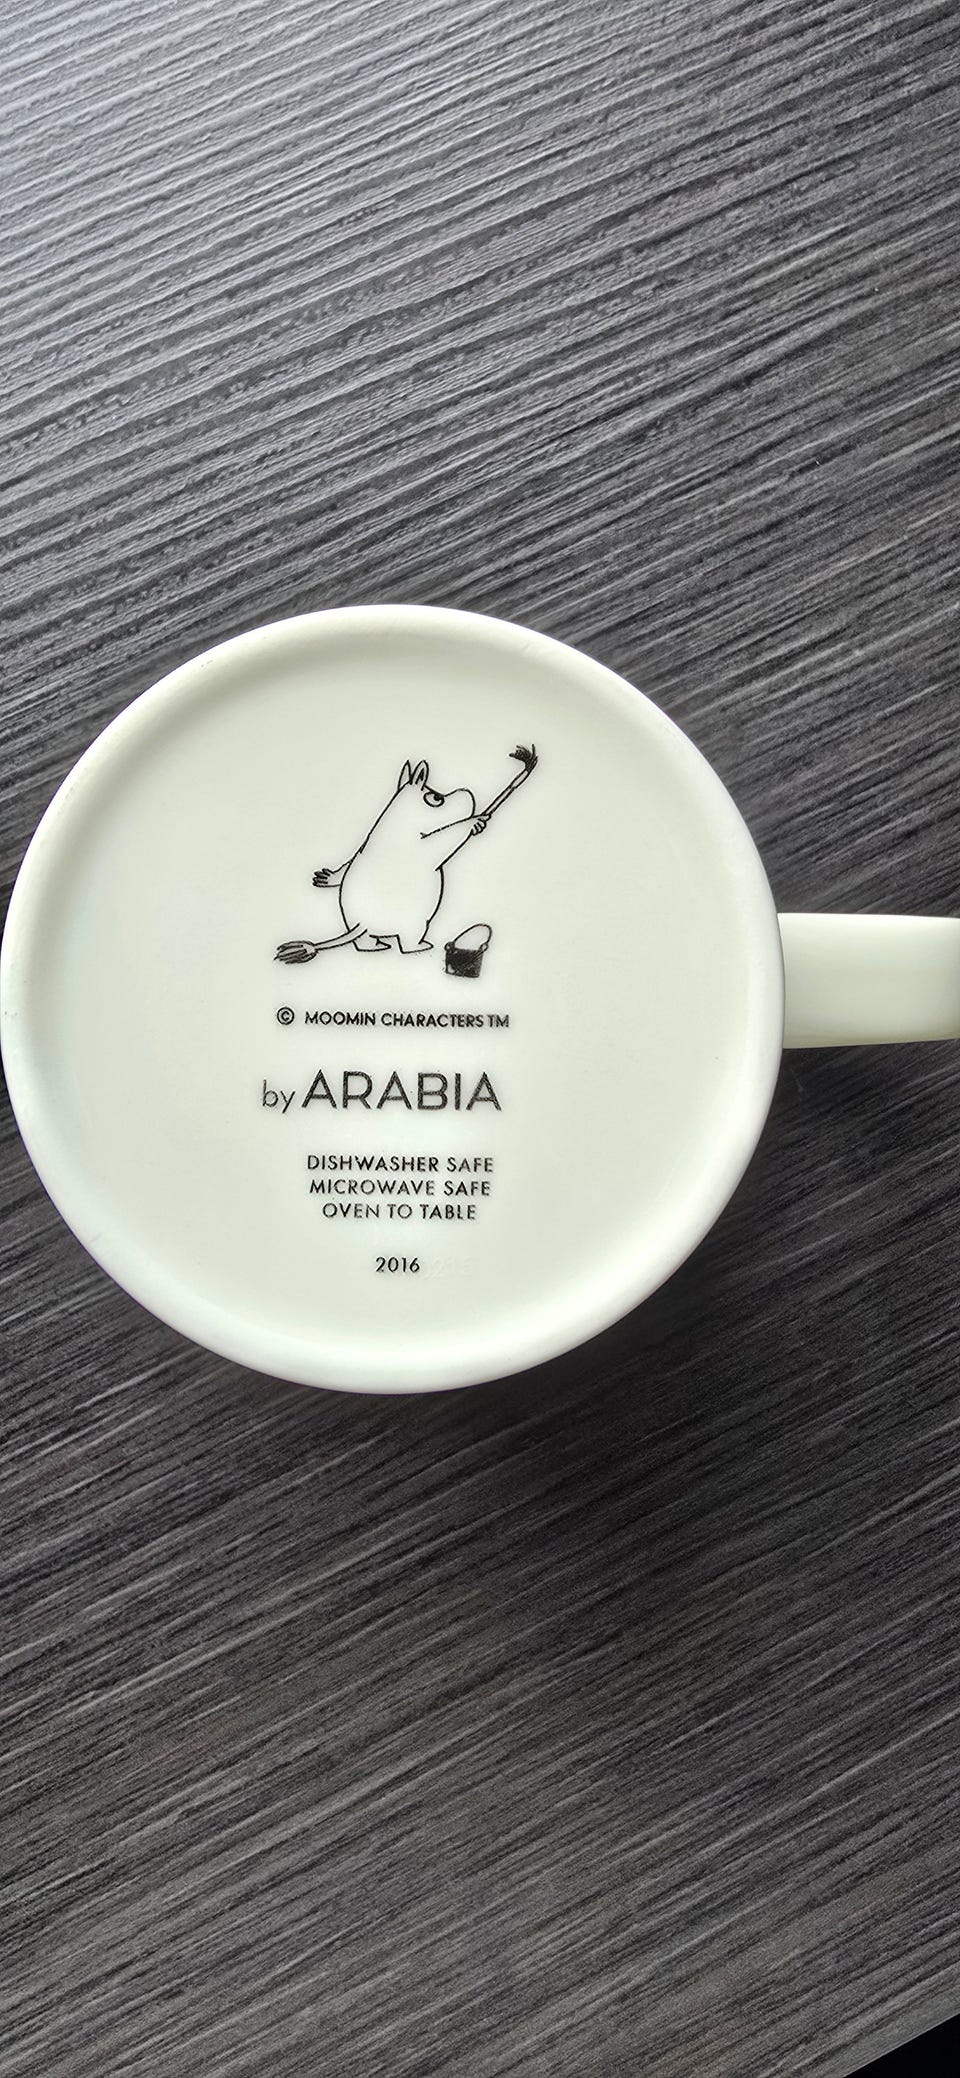 © MOOMIN CHARACTERS TM
by ARABIA
DISHWASHER SAFE
MICROWAVE SAFE
OVEN TO TABLE
2016